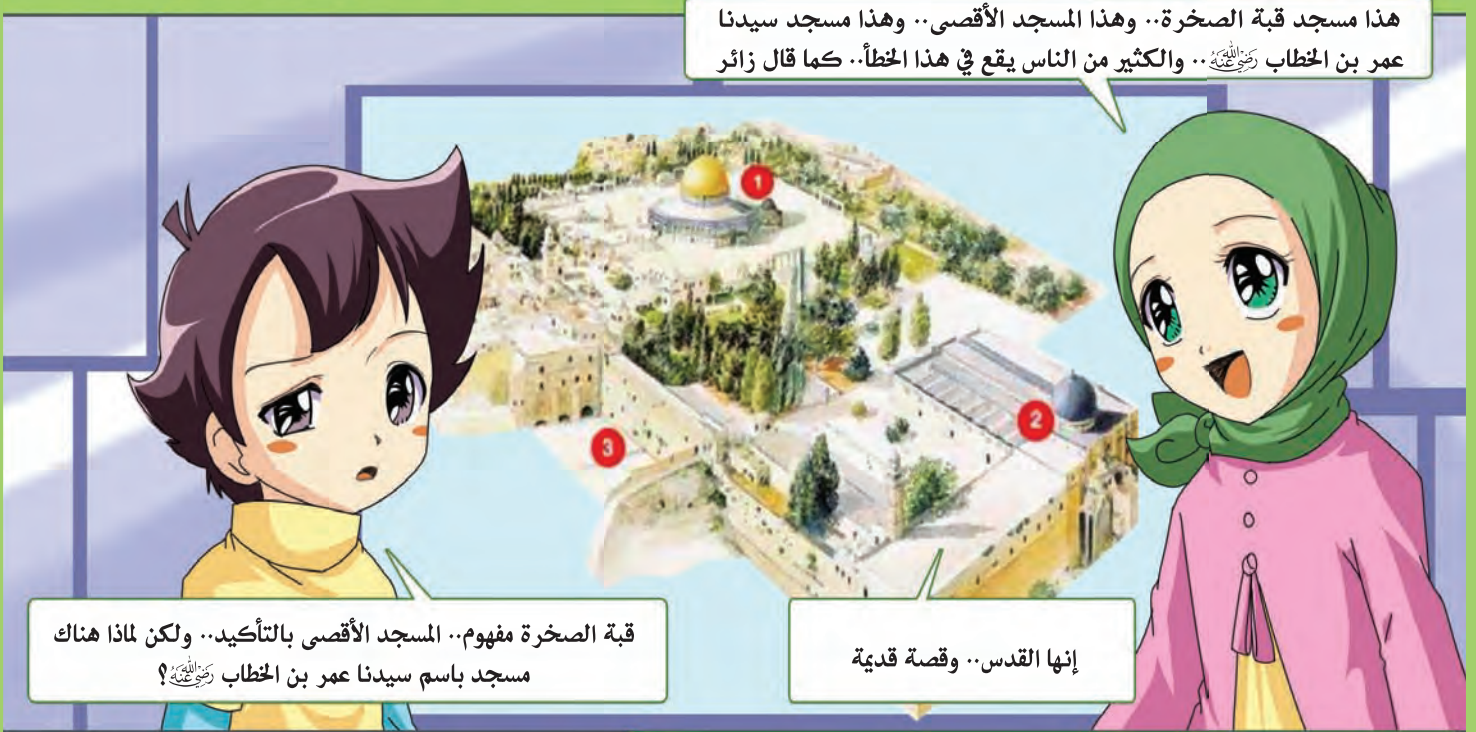 هذا مسجد قبة الصخرة.. وهذا المسجد الأقصى.. وهذا مسجد سيدنا
عمر بن الخطاب رضي الله عنه.. والكثير من الناس يقع في هذا الخطأ.. كما قال زائر
1
2
3
قبة الصخرة مفهوم.. المسجد الأقصى بالتأكيد.. ولكن لماذا هناك
مسجد باسم سيدنا عمر بن الخطاب رضي الله عنه؟
إنها القدس.. وقصة قديمة